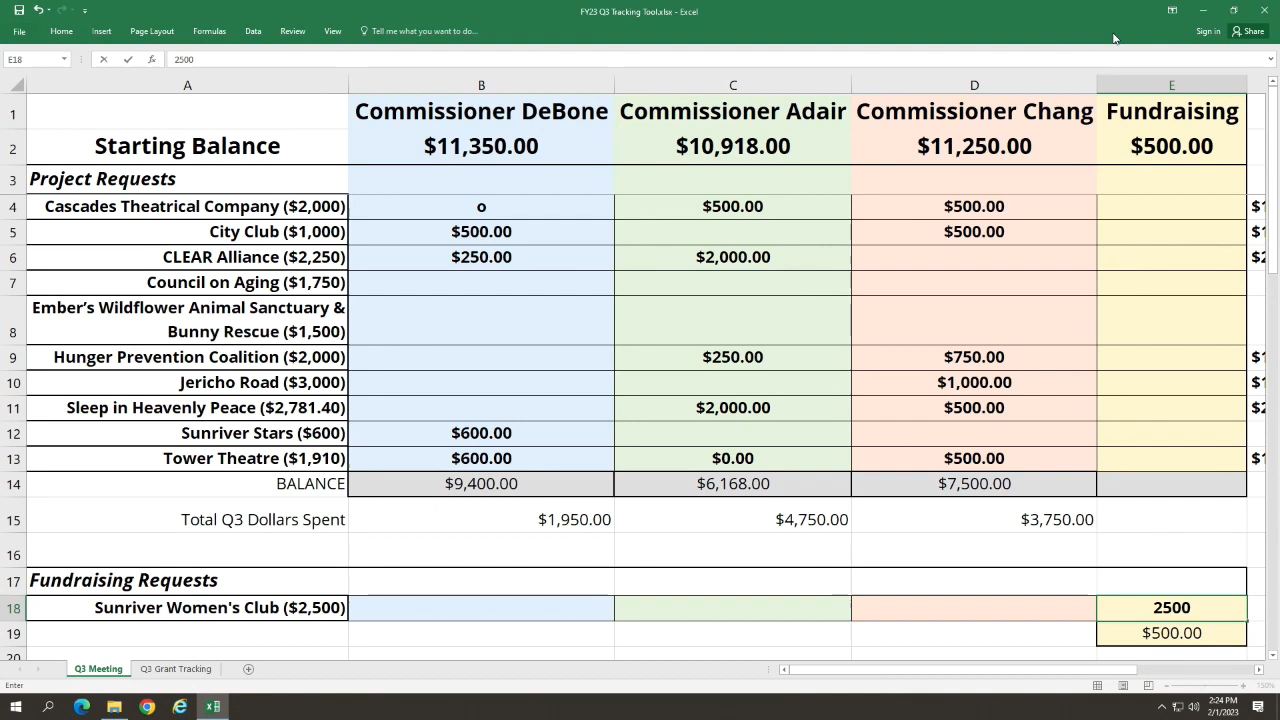 FY23 Q3 Tracking Tool.xlsx - Excel
File Home Insert Page Layout Formulas Data Review View Tell me what you want to do... Sign in Share
E18 fx 2500
A B C D E
1 Commissioner DeBone Commissioner Adair Commissioner Chang Fundraising
2 Starting Balance $11,350.00 $10,918.00 $11,250.00 $500.00
3 Project Requests
4 Cascades Theatrical Company ($2,000) o $500.00 $500.00 $1
5 City Club ($1,000) $500.00 $500.00 $1
6 CLEAR Alliance ($2,250) $250.00 $2,000.00 $2
7 Council on Aging ($1,750)
Ember’s Wildflower Animal Sanctuary &
8 Bunny Rescue ($1,500)
9 Hunger Prevention Coalition ($2,000) $250.00 $750.00 $1
10 Jericho Road ($3,000) $1,000.00 $1
11 Sleep in Heavenly Peace ($2,781.40) $2,000.00 $500.00 $2
12 Sunriver Stars ($600) $600.00
13 Tower Theatre ($1,910) $600.00 $0.00 $500.00 $1
14 BALANCE $9,400.00 $6,168.00 $7,500.00
15 Total Q3 Dollars Spent $1,950.00 $4,750.00 $3,750.00
16
17 Fundraising Requests
18 Sunriver Women's Club ($2,500) 2500
19 $500.00
20
Q3 Meeting Q3 Grant Tracking
Enter 150%
2:24 PM
2/1/2023